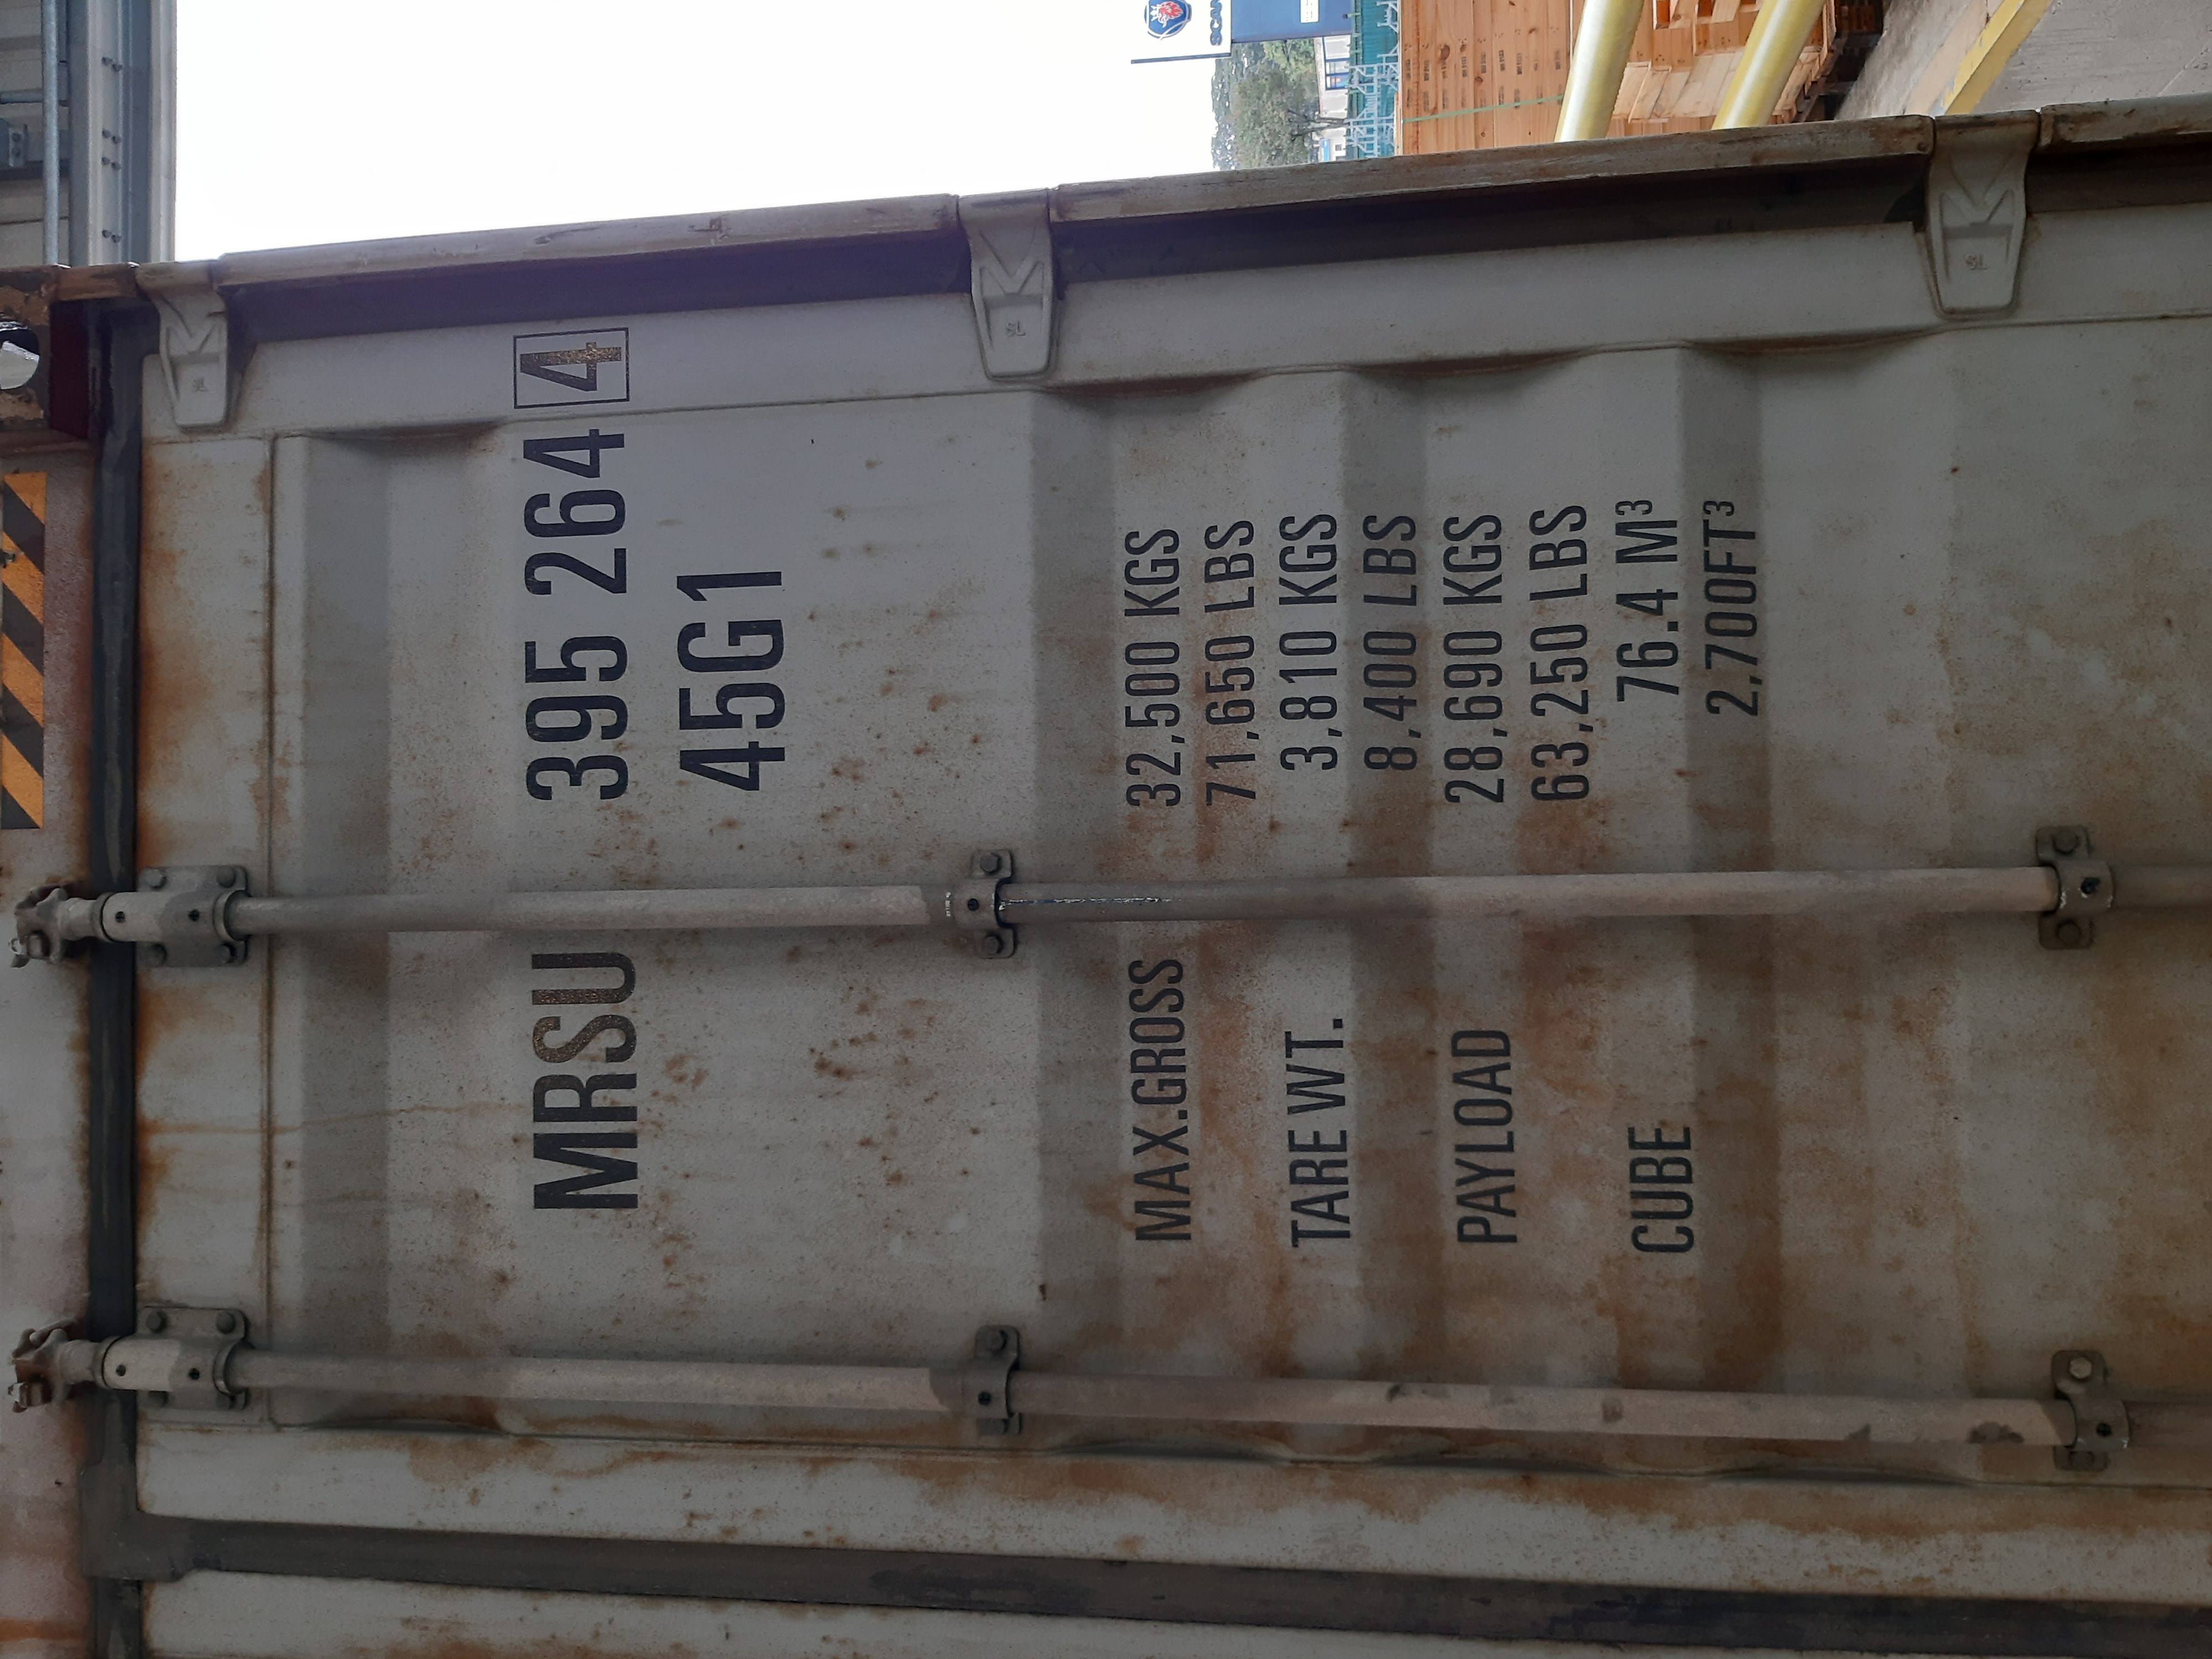 MRSU 395 264 4
45G1
MAX.GROSS 32,500 KGS
71,650 LBS
TARE WT. 3,810 KGS
8,400 LBS
PAYLOAD 28,690 KGS
63,250 LBS
CUBE 76.4 M³
2,700FT³